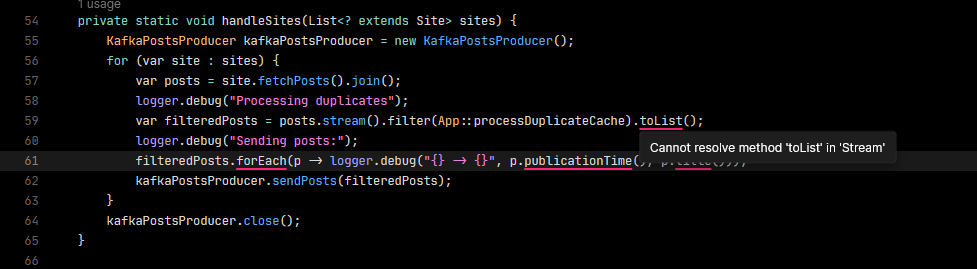 1 usage
54 private static void handleSites(List<? extends Site> sites) {
55 KafkaPostsProducer kafkaPostsProducer = new KafkaPostsProducer();
56 for (var site : sites) {
57 var posts = site.fetchPosts().join();
58 logger.debug("Processing duplicates");
59 var filteredPosts = posts.stream().filter(App::processDuplicateCache).toList();
60 logger.debug("Sending posts:");
Cannot resolve method 'toList' in 'Stream'
61 filteredPosts.forEach(p -> logger.debug("{} -> {}", p.publicationTime(), p.
62 kafkaPostsProducer.sendPosts(filteredPosts);
63 }
64 kafkaPostsProducer.close();
65 }
66